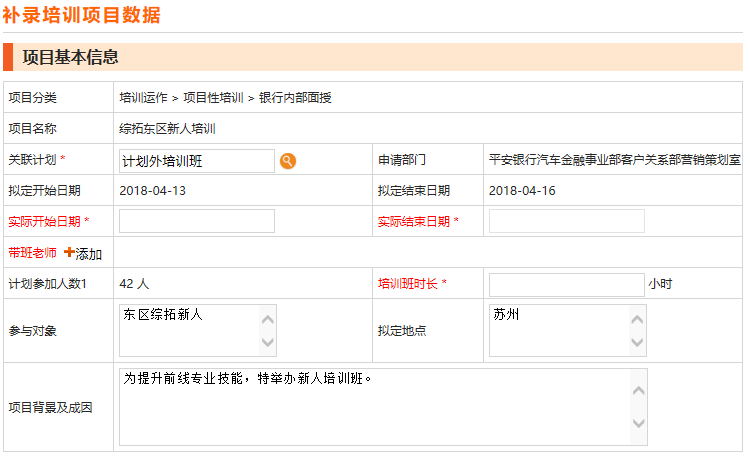 补录培训项目数据
项目基本信息
项目分类 培训运作 > 项目性培训 > 银行内部面授
项目名称 综拓东区新人培训
关联计划 * 计划外培训班 申请部门 平安银行汽车金融事业部客户关系部营销策划室
拟定开始日期 2018-04-13 拟定结束日期 2018-04-16
实际开始日期 * 实际结束日期 *
带班老师 添加
计划参加人数1 42 人 培训班时长 * 小时
参与对象 东区综拓新人 拟定地点 苏州
项目背景及成因 为提升前线专业技能，特举办新人培训班。